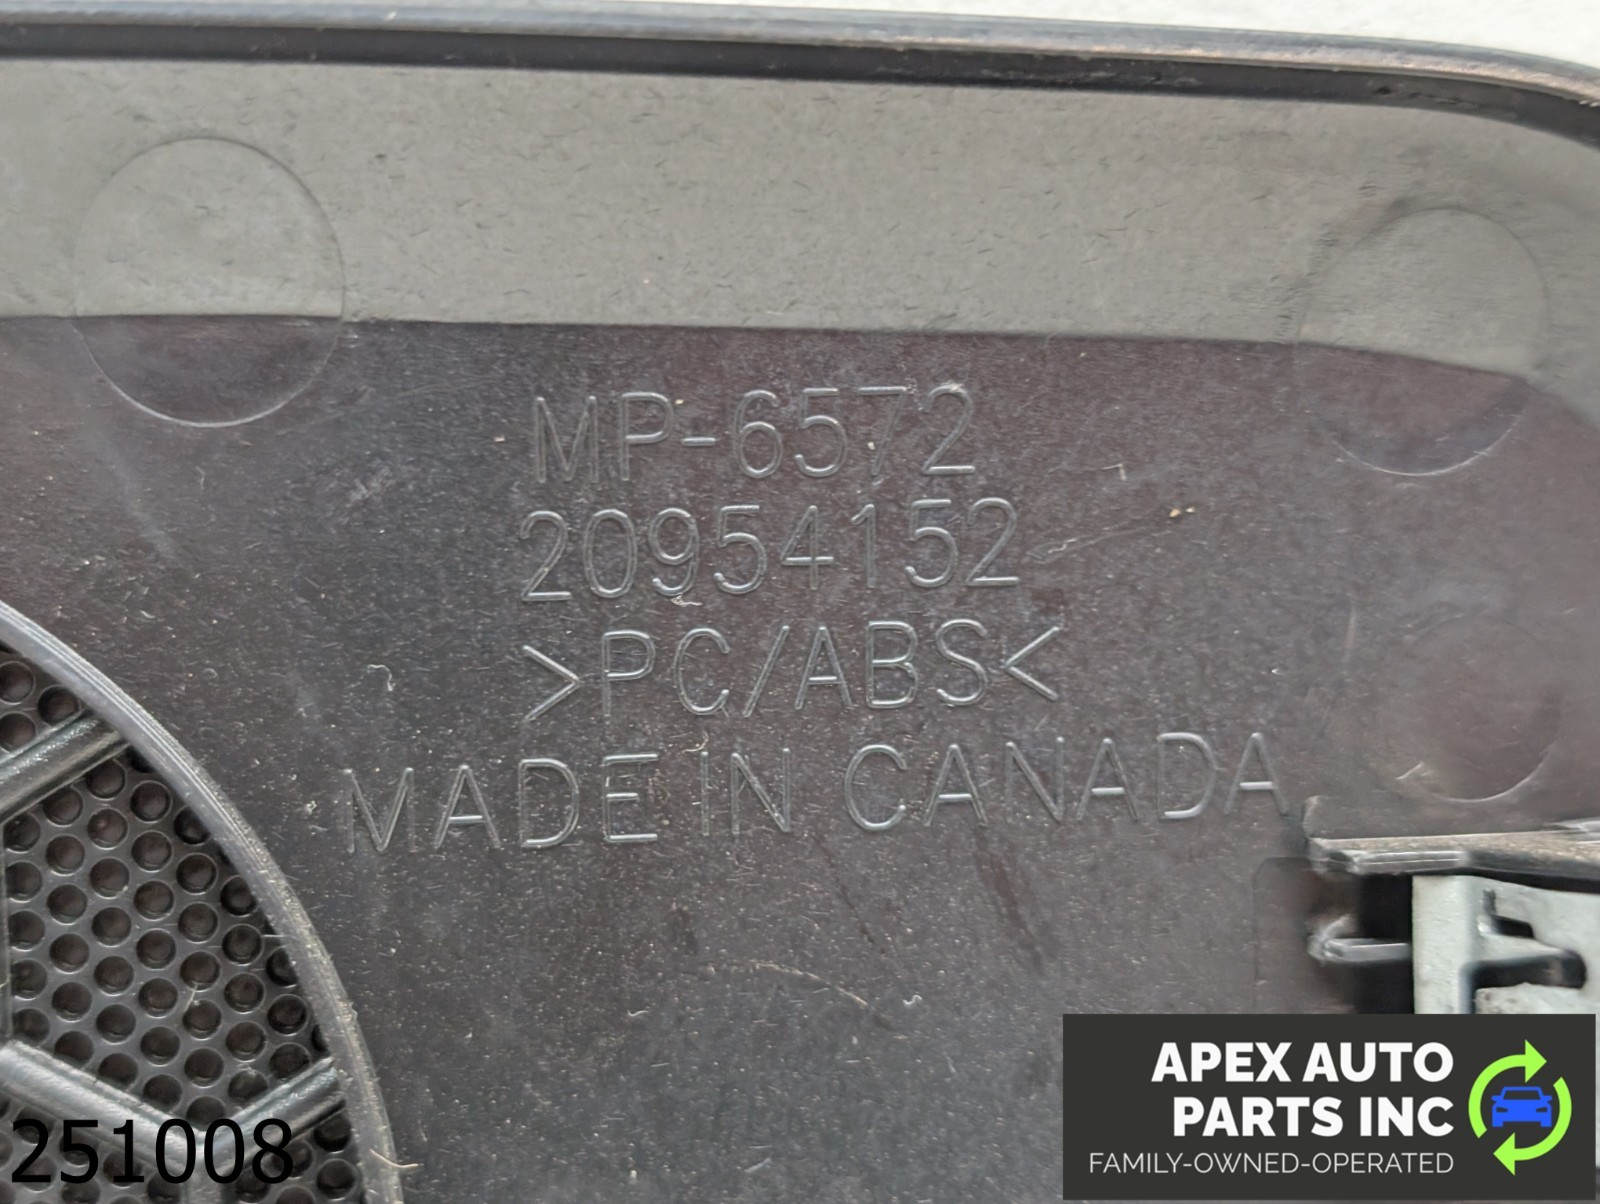 MP-6572
20954152
>PC/ABS<
MADE IN CANADA
251008
APEX AUTO
PARTS INC
FAMILY-OWNED-OPERATED